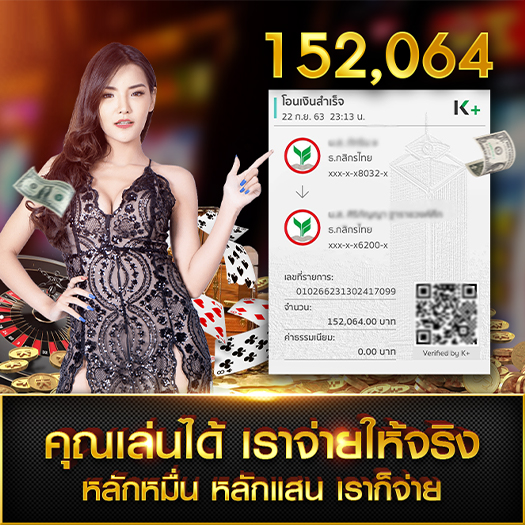 152,064
โอนเงินสำเร็จ
22 ก.ย. 63 23:13 น.
K+
ธ.กสิกรไทย
xxx-x-x8032-x
ธ.กสิกรไทย
xxx-x-x6200-x
เลขที่รายการ:
010266231302417099
จำนวน:
152,064.00 บาท
ค่าธรรมเนียม:
0.00 บาท
Verified by K+
คุณเล่นได้ เราจ่ายให้จริง
หลักหมื่น หลักแสน เราก็จ่าย